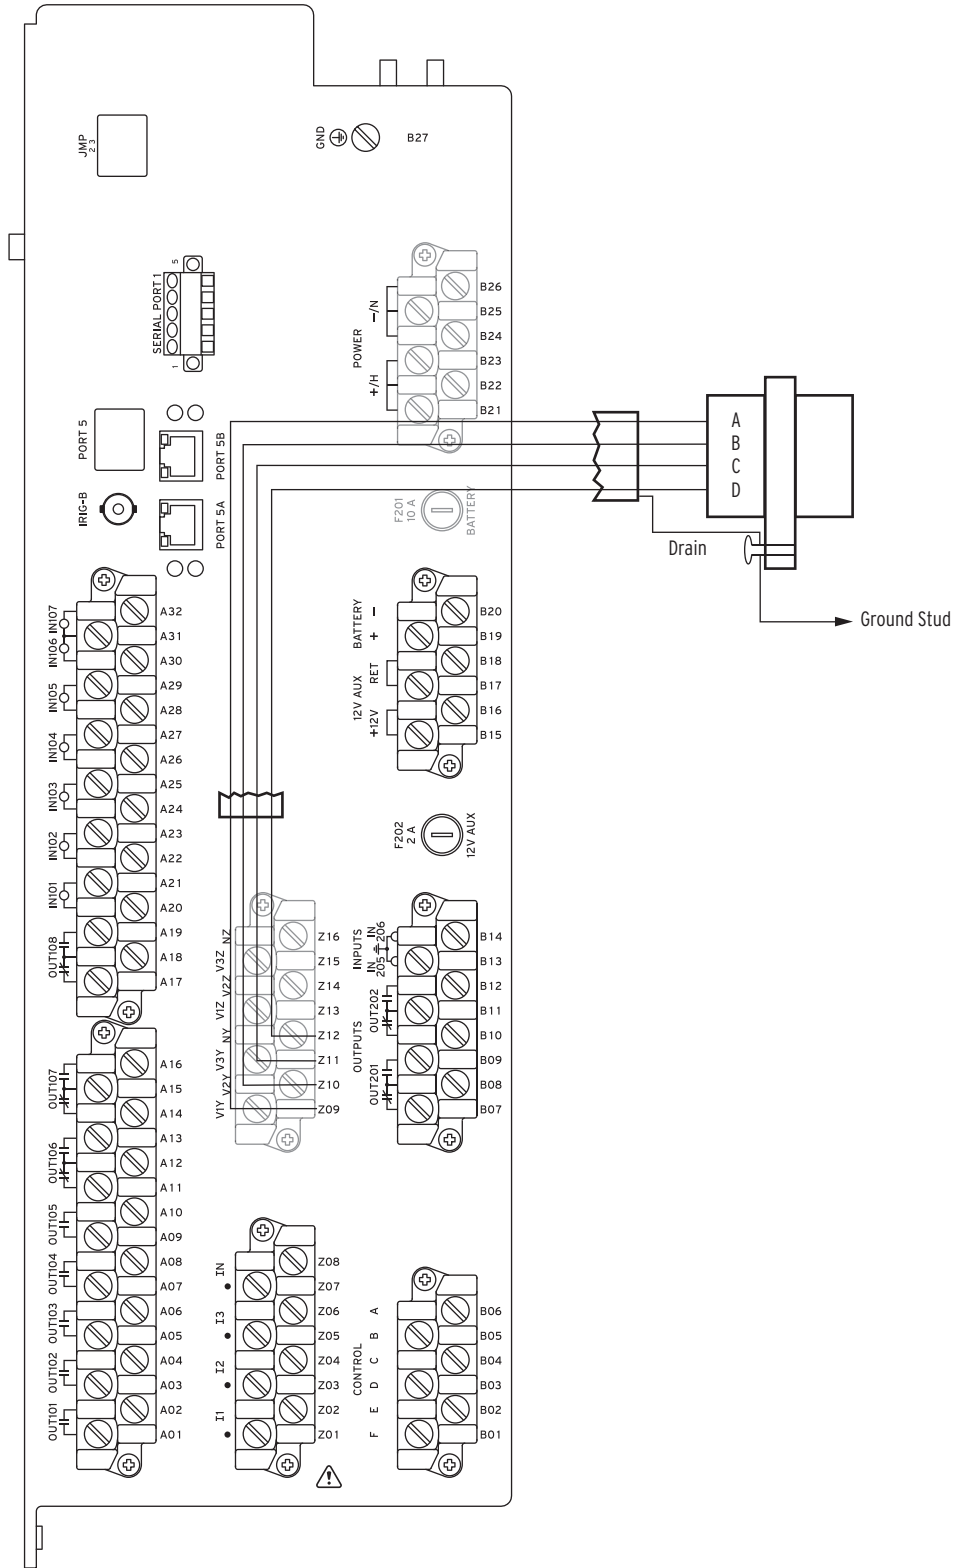 JMP
2 3
GND
B27
SERIAL PORT 1
5
1
PORT 5
PORT 5B
IRIG-B
PORT 5A
POWER
+/H
–/N
B26
B25
B24
B23
B22
B21
F201
10 A
BATTERY
A
B
C
D
Drain
Ground Stud
IN101
IN102
IN103
IN104
IN105
IN106
IN107
OUT108
A32
A31
A30
A29
A28
A27
A26
A25
A24
A23
A22
A21
A20
A19
A18
A17
12V AUX
BATTERY
+12V
RET
+
–
B20
B19
B18
B17
B16
B15
F202
2 A
12V AUX
V1Y
V2Y
V3Y
NY
V1Z
V2Z
V3Z
NZ
Z16
Z15
Z14
Z13
Z12
Z11
Z10
Z09
OUTPUTS
INPUTS
OUT201
OUT202
IN
205
IN
206
B14
B13
B12
B11
B10
B09
B08
B07
OUT101
OUT102
OUT103
OUT104
OUT105
OUT106
OUT107
A16
A15
A14
A13
A12
A11
A10
A09
A08
A07
A06
A05
A04
A03
A02
A01
I1
I2
I3
IN
Z08
Z07
Z06
Z05
Z04
Z03
Z02
Z01
CONTROL
F
E
D
C
B
A
B06
B05
B04
B03
B02
B01